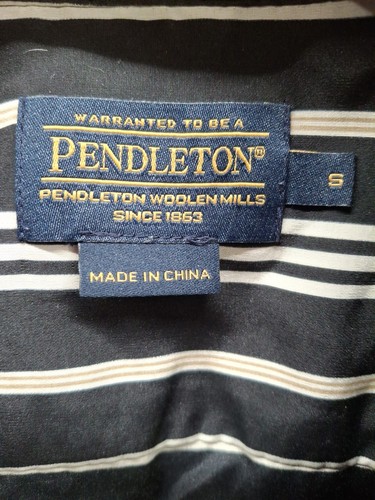 WARRANTED TO BE A
PENDLETON®
PENDLETON WOOLEN MILLS
SINCE 1863
S
MADE IN CHINA